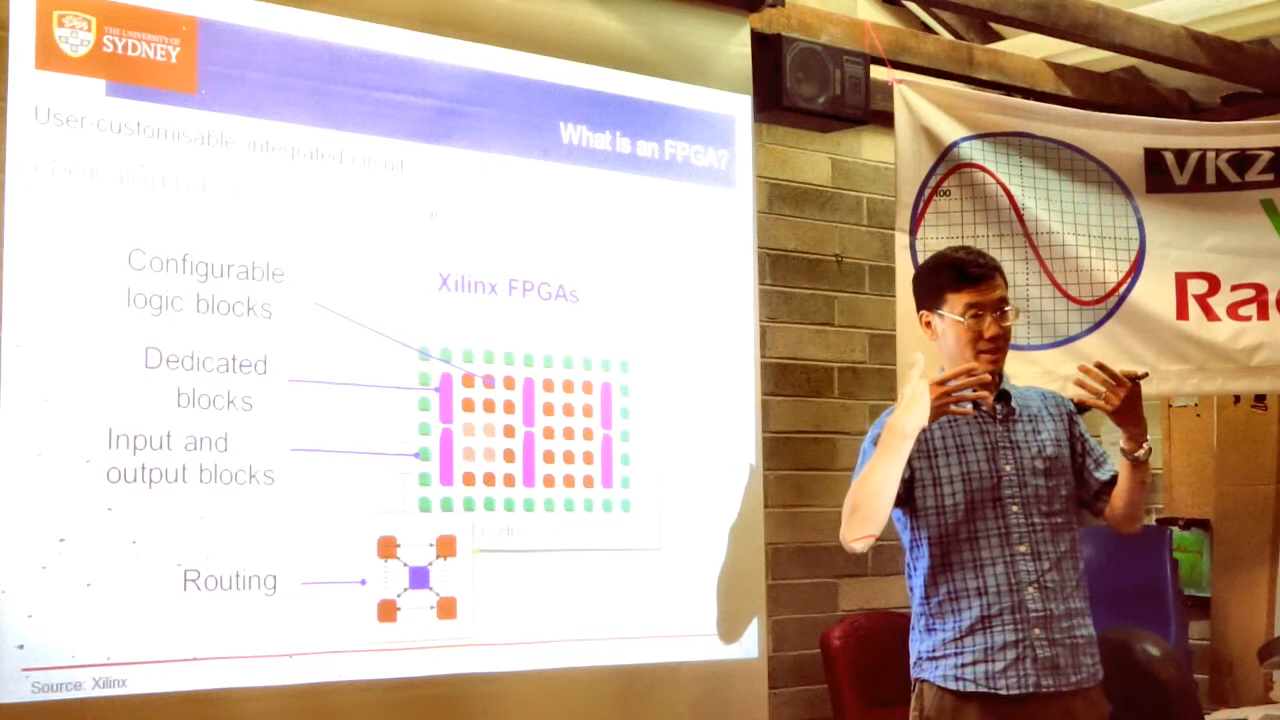 THE UNIVERSITY OF
SYDNEY
What is an FPGA?
User-customisable integrated circuit
Configurable
logic blocks
Xilinx FPGAs
Dedicated
blocks
Input and
output blocks
Routing
Source: Xilinx
100
VKZ
Ra